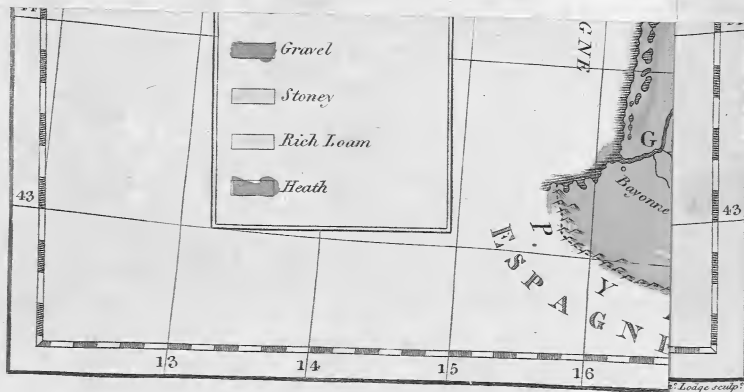 GNE
Gravel
Stoney
Rich Loam
Heath
G
Bayonne
43
43
P.
Y
ESPAGNE
13
14
15
16
Lodge sculp.t